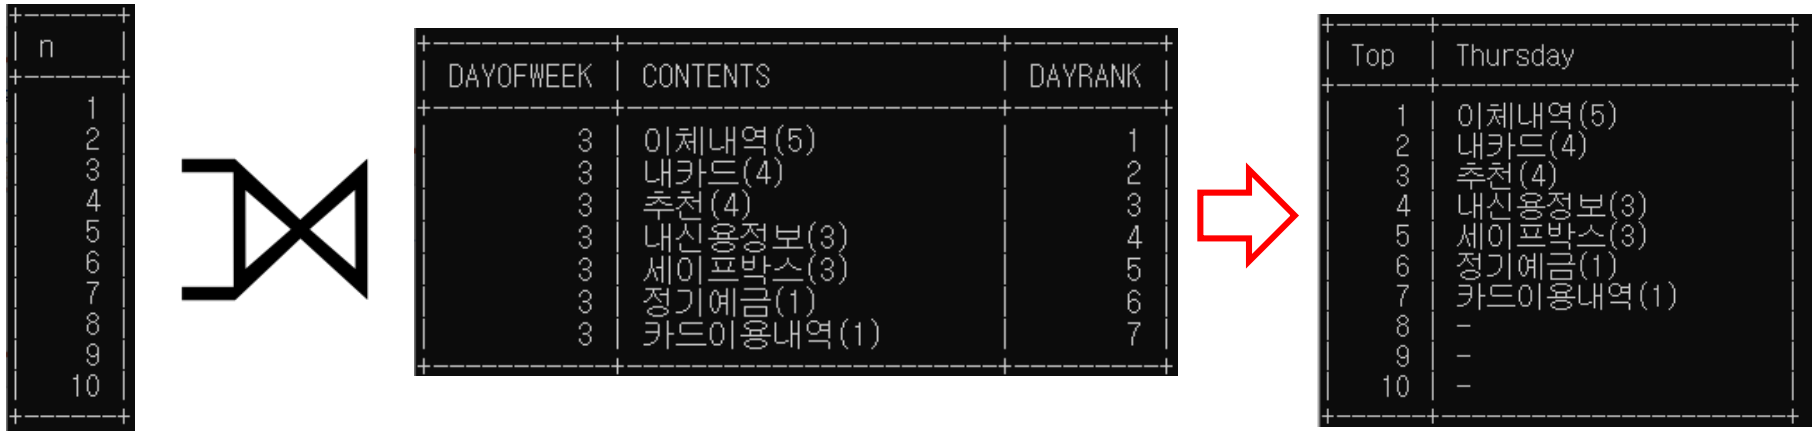 n
1
2
3
4
5
6
7
8
9
10
DAYOFWEEK | CONTENTS | DAYRANK
3 | 이체내역(5) | 1
3 | 내카드(4) | 2
3 | 추천(4) | 3
3 | 내신용정보(3) | 4
3 | 세이프박스(3) | 5
3 | 정기예금(1) | 6
3 | 카드이용내역(1) | 7
Top | Thursday
1 | 이체내역(5)
2 | 내카드(4)
3 | 추천(4)
4 | 내신용정보(3)
5 | 세이프박스(3)
6 | 정기예금(1)
7 | 카드이용내역(1)
8 | -
9 | -
10 | -